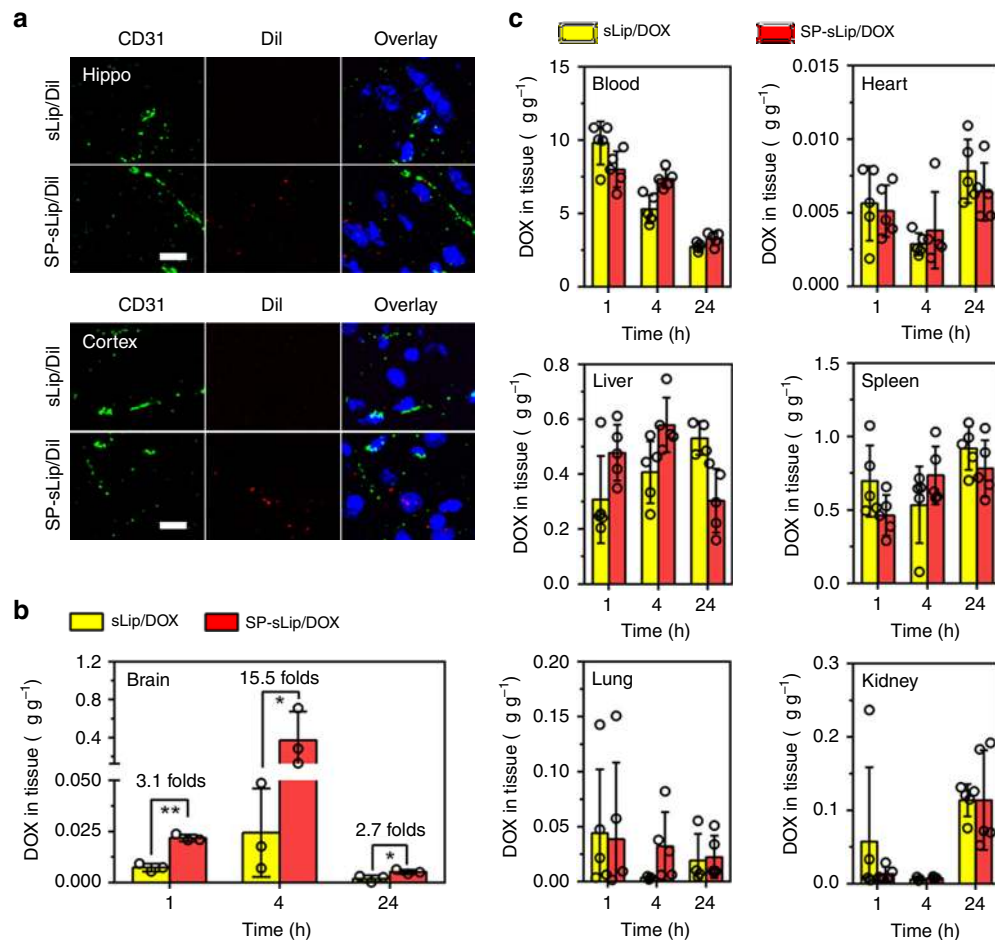 a
CD31 Dil Overlay
Hippo
sLip/Dil
SP-sLip/Dil
CD31 Dil Overlay
Cortex
sLip/Dil
SP-sLip/Dil
b
sLip/DOX SP-sLip/DOX
Brain
DOX in tissue ( g g⁻¹)
1.2
0.8
0.4
0.050
0.025
0.000
3.1 folds
**
15.5 folds
*
2.7 folds
*
1 4 24
Time (h)
c
sLip/DOX SP-sLip/DOX
Blood
DOX in tissue ( g g⁻¹)
15
10
5
0
1 4 24
Time (h)
Heart
DOX in tissue ( g g⁻¹)
0.015
0.010
0.005
0.000
1 4 24
Time (h)
Liver
DOX in tissue ( g g⁻¹)
0.8
0.6
0.4
0.2
0.0
1 4 24
Time (h)
Spleen
DOX in tissue ( g g⁻¹)
1.5
1.0
0.5
0.0
1 4 24
Time (h)
Lung
DOX in tissue ( g g⁻¹)
0.20
0.15
0.10
0.05
0.00
1 4 24
Time (h)
Kidney
DOX in tissue ( g g⁻¹)
0.3
0.2
0.1
0.0
1 4 24
Time (h)